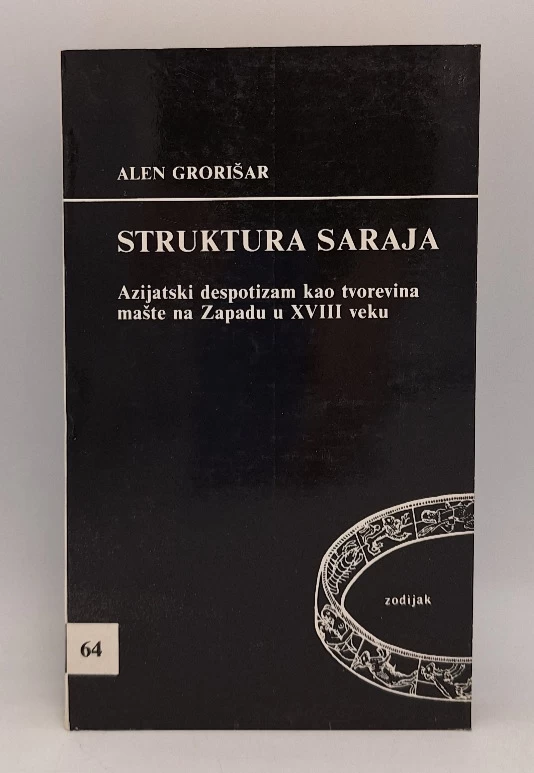 ALEN GRORIŠAR
STRUKTURA SARAJA
Azijatski despotizam kao tvorevina
mašte na Zapadu u XVIII veku
zodijak
64